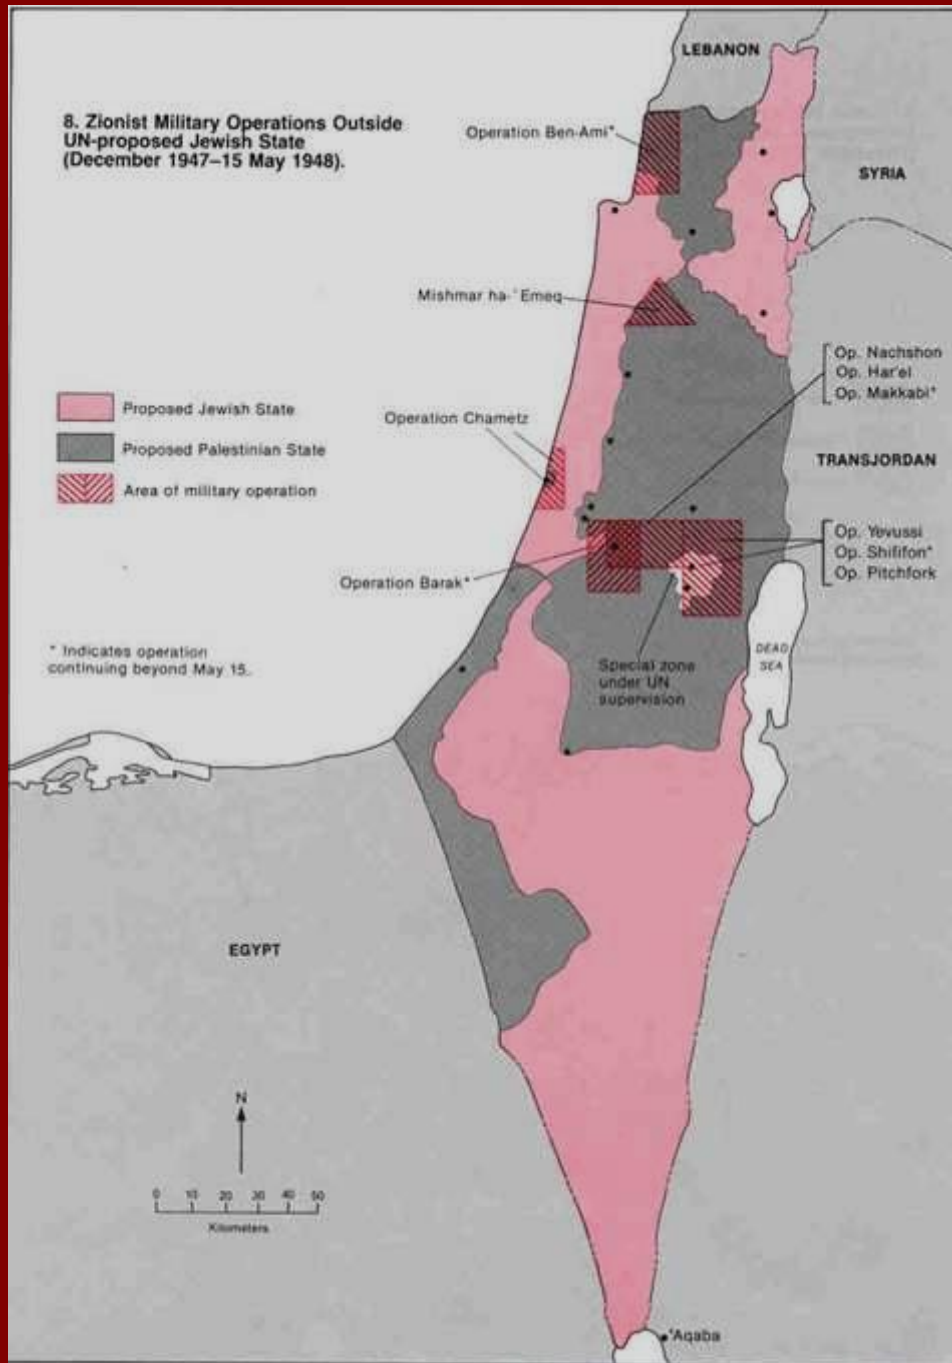 LEBANON
8. Zionist Military Operations Outside
UN-proposed Jewish State
(December 1947–15 May 1948).
Operation Ben-Ami*
SYRIA
Mishmar ha-'Emeq
Op. Nachshon
Op. Har'el
Op. Makkabi*
Proposed Jewish State
Operation Chametz
Proposed Palestinian State
TRANSJORDAN
Area of military operation
Op. Yevussi
Op. Shififon*
Op. Pitchfork
Operation Barak*
* Indicates operation
continuing beyond May 15.
DEAD
SEA
Special zone
under UN
supervision
EGYPT
N
0 10 20 30 40 50
Kilometers
'Aqaba